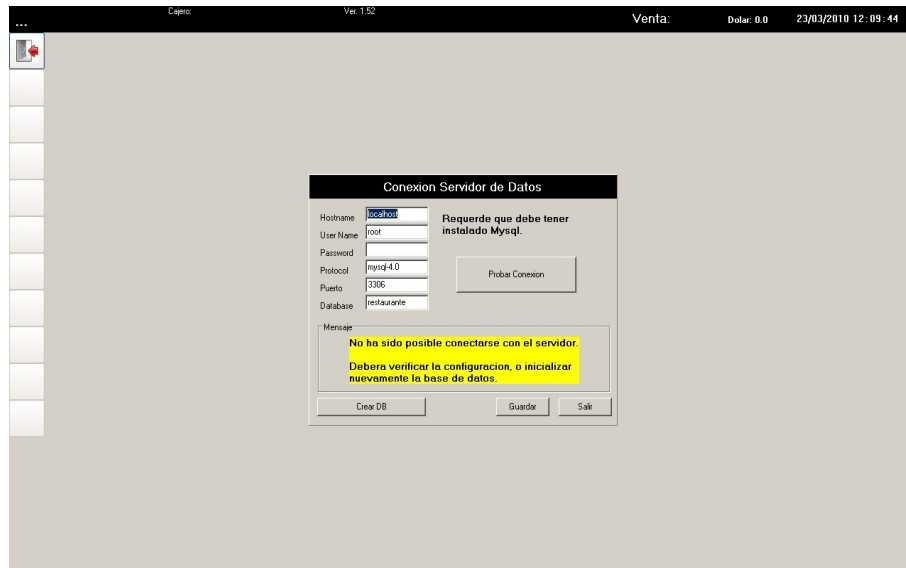 Cajero:
Ver. 1.52
...
Venta:
Dolar: 0.0
23/03/2010 12:09:44
Conexion Servidor de Datos
Hostname localhost
User Name root
Password
Protocol mysql-4.0
Puerto 3306
Database restaurante
Requerde que debe tener
instalado Mysql.
Probar Conexion
Mensaje
No ha sido posible conectarse con el servidor.
Debera verificar la configuracion, o inicializar
nuevamente la base de datos.
Crear DB
Guardar
Salir